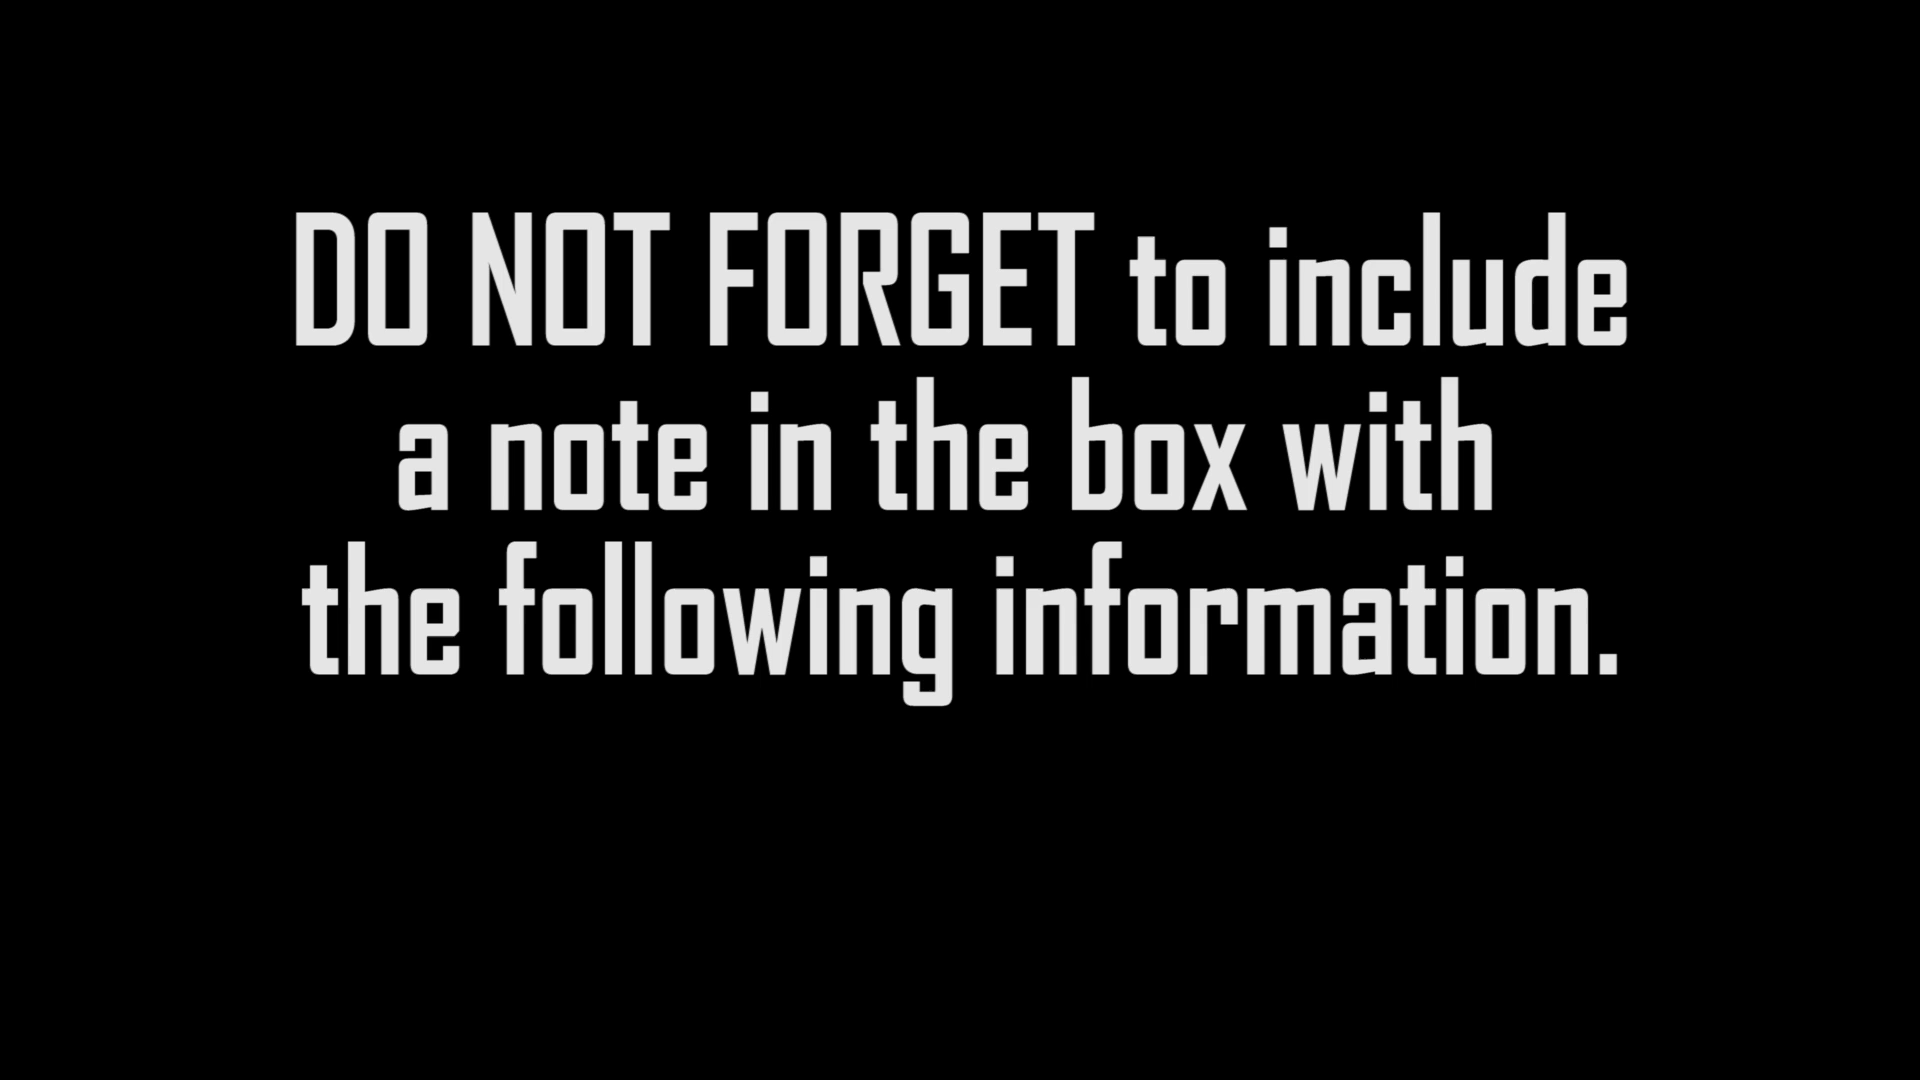 DO NOT FORGET to include
a note in the box with
the following information.